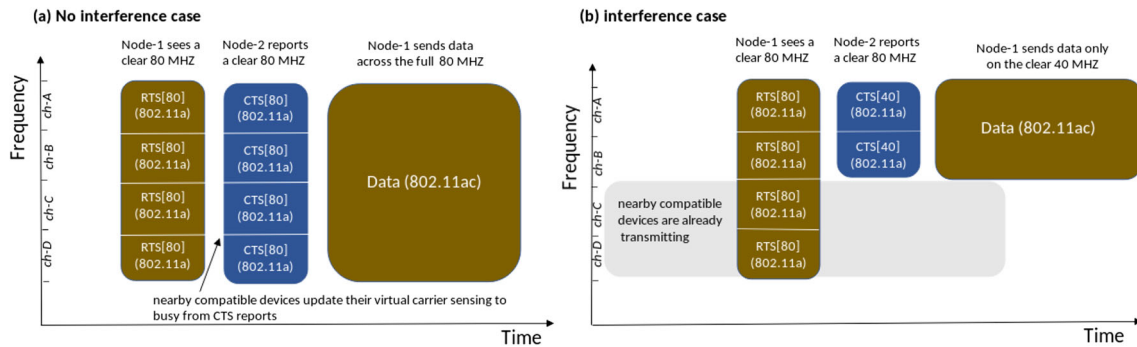 (a) No interference case
Node-1 sees a
clear 80 MHZ
Node-2 reports
a clear 80 MHZ
Node-1 sends data
across the full 80 MHZ
Frequency
ch-A
ch-B
ch-C
ch-D
RTS[80]
(802.11a)
RTS[80]
(802.11a)
RTS[80]
(802.11a)
RTS[80]
(802.11a)
CTS[80]
(802.11a)
CTS[80]
(802.11a)
CTS[80]
(802.11a)
CTS[80]
(802.11a)
Data (802.11ac)
nearby compatible devices update their virtual carrier sensing to
busy from CTS reports
Time
(b) interference case
Node-1 sees a
clear 80 MHZ
Node-2 reports
a clear 80 MHZ
Node-1 sends data only
on the clear 40 MHZ
Frequency
ch-A
ch-B
ch-C
ch-D
RTS[80]
(802.11a)
RTS[80]
(802.11a)
RTS[80]
(802.11a)
RTS[80]
(802.11a)
CTS[40]
(802.11a)
CTS[40]
(802.11a)
Data (802.11ac)
nearby compatible
devices are already
transmitting
Time